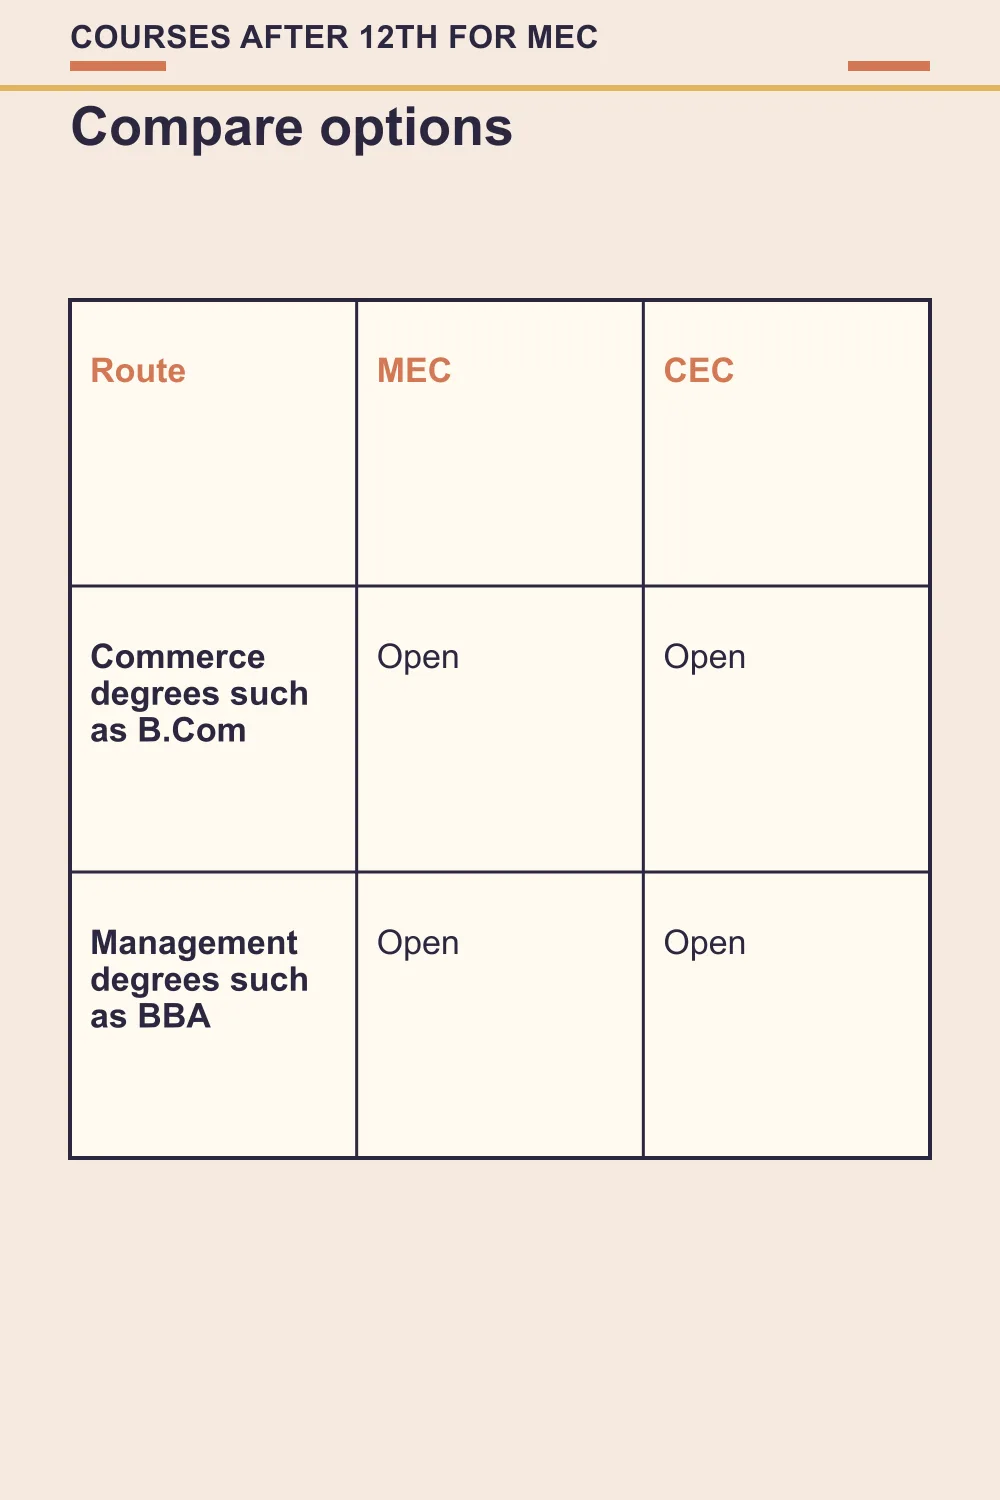 COURSES AFTER 12TH FOR MEC
Compare options
Route
MEC
CEC
Commerce
degrees such
as B.Com
Open
Open
Management
degrees such
as BBA
Open
Open